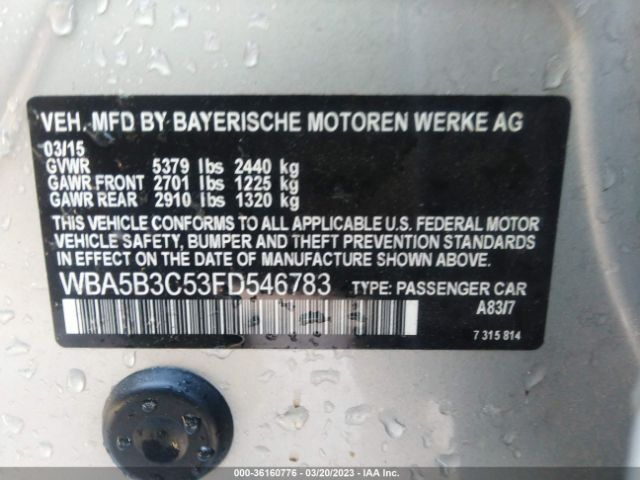 VEH. MFD BY BAYERISCHE MOTOREN WERKE AG
03/15
GVWR 5379 lbs 2440 kg
GAWR FRONT 2701 lbs 1225 kg
GAWR REAR 2910 lbs 1320 kg
THIS VEHICLE CONFORMS TO ALL APPLICABLE U.S. FEDERAL MOTOR
VEHICLE SAFETY, BUMPER AND THEFT PREVENTION STANDARDS
IN EFFECT ON THE DATE OF MANUFACTURE SHOWN ABOVE.
WBA5B3C53FD546783 TYPE: PASSENGER CAR
A83/7
7 315 814
000-36160776 - 03/20/2023 - IAA Inc.